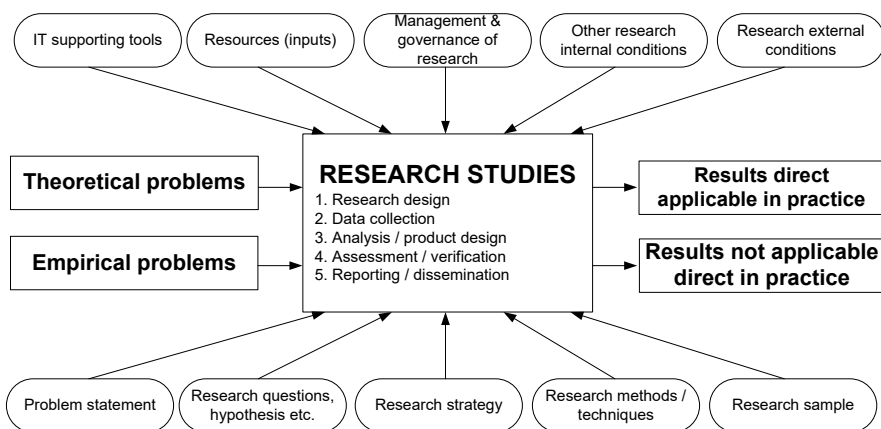 IT supporting tools
Resources (inputs)
Management &
governance of
research
Other research
internal conditions
Research external
conditions
Theoretical problems
Empirical problems
RESEARCH STUDIES
1. Research design
2. Data collection
3. Analysis / product design
4. Assessment / verification
5. Reporting / dissemination
Results direct
applicable in practice
Results not applicable
direct in practice
Problem statement
Research questions,
hypothesis etc.
Research strategy
Research methods /
techniques
Research sample